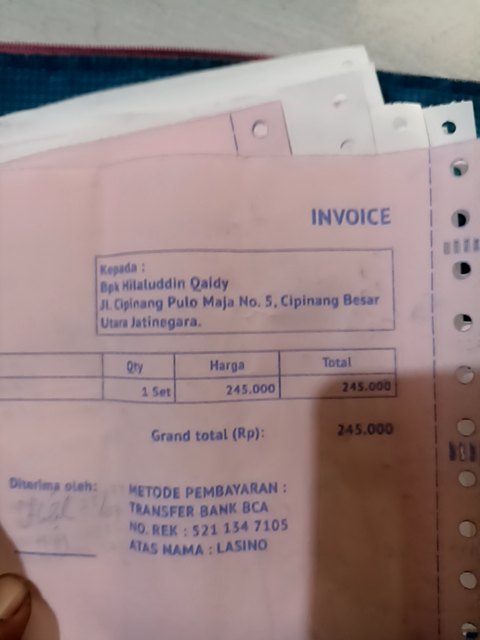 INVOICE
Kepada :
Bpk Hilaluddin Qaidy
Jl. Cipinang Pulo Maja No. 5, Cipinang Besar
Utara Jatinegara.
Qty Harga Total
1 Set 245.000 245.000
Grand total (Rp): 245.000
Diterima oleh:
METODE PEMBAYARAN :
TRANSFER BANK BCA
NO. REK : 521 134 7105
ATAS NAMA : LASINO